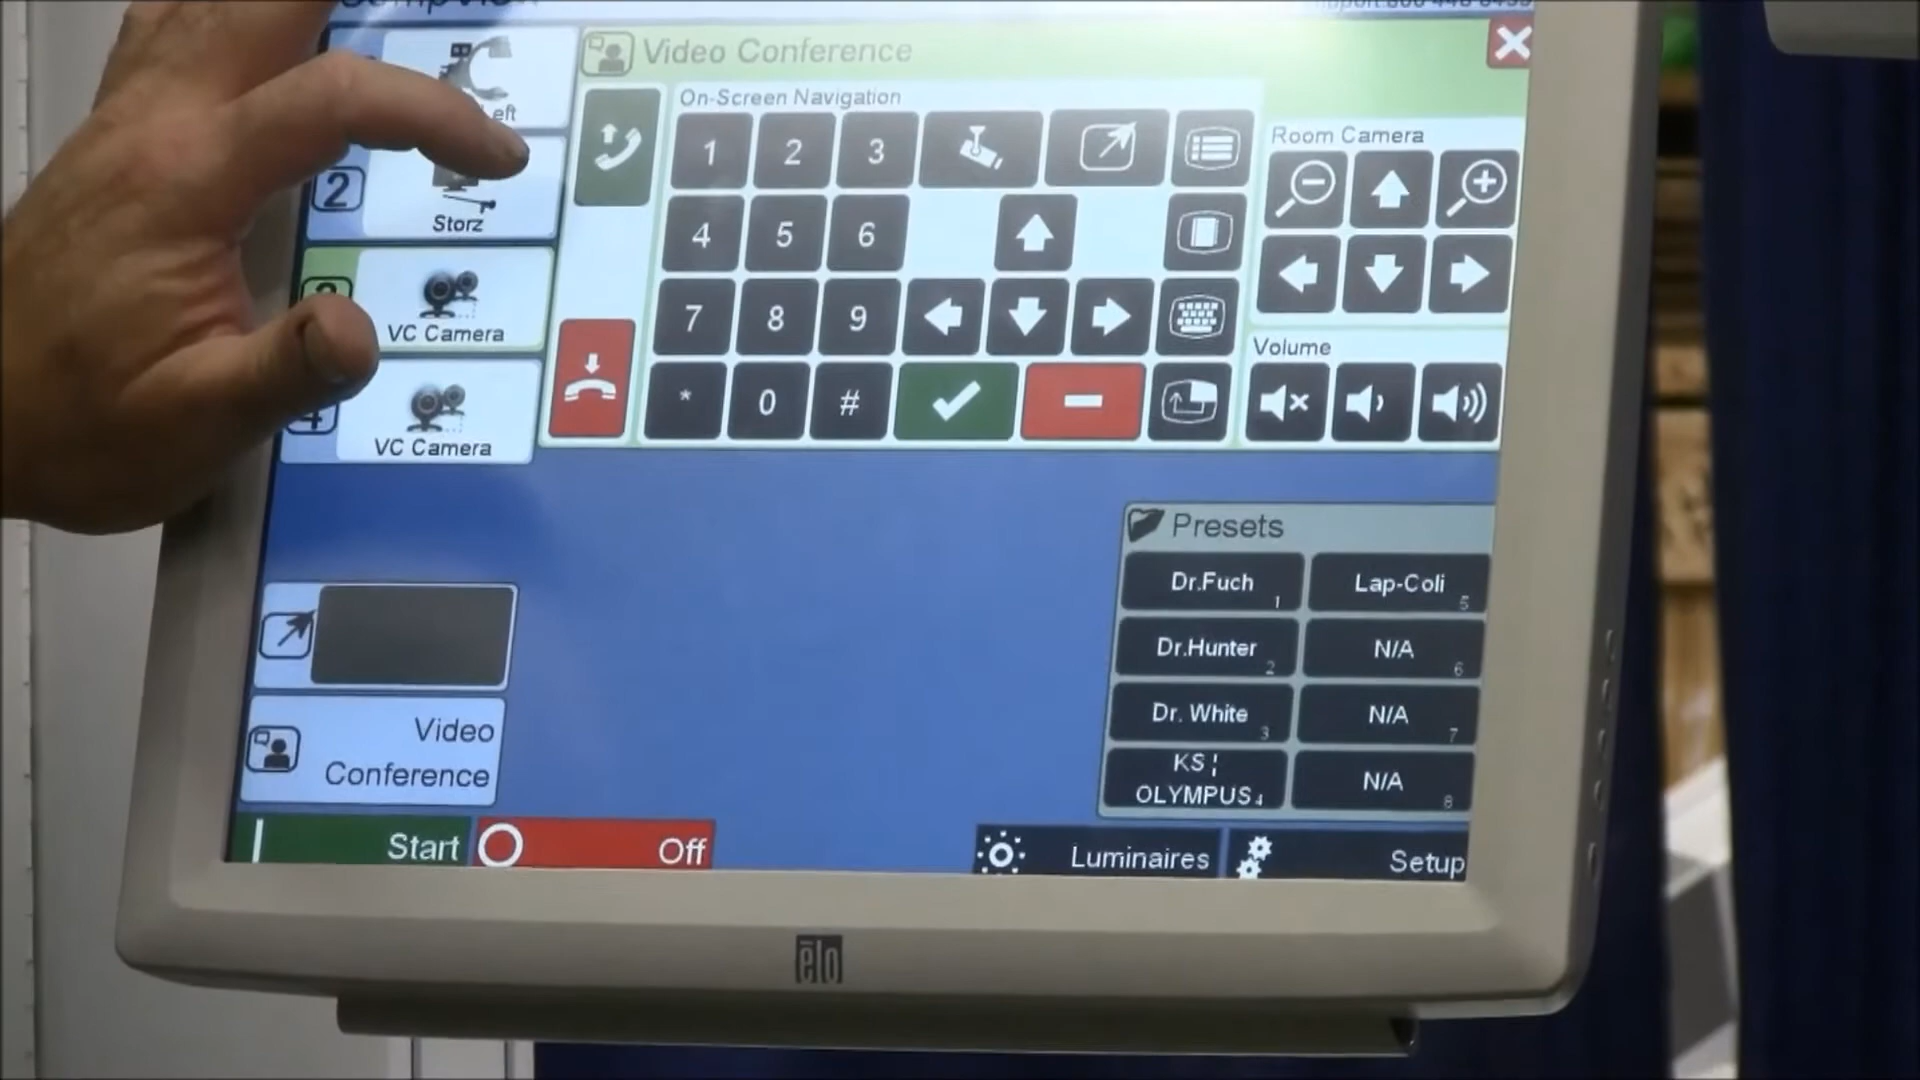 Video Conference
On-Screen Navigation
Room Camera
1 2 3
2
Storz
4 5 6
VC Camera
7 8 9
Volume
* 0 #
4
VC Camera
Presets
Dr.Fuch 1
Lap-Coli 5
Dr.Hunter 2
N/A 6
Dr. White 3
N/A 7
KS ¦
OLYMPUS 4
N/A 8
Video
Conference
Start
Off
Luminaires
Setup
elo